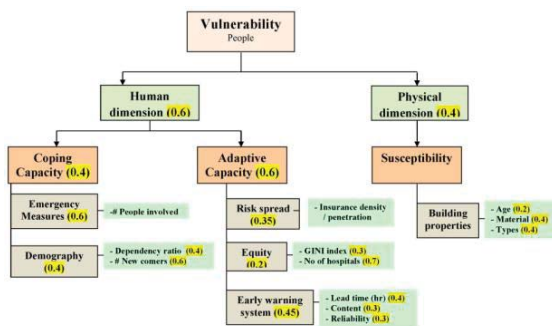 Vulnerability
People
Human
dimension (0.6)
Physical
dimension (0.4)
Coping
Capacity (0.4)
Adaptive
Capacity (0.6)
Susceptibility
Emergency
Measures (0.6)
-# People involved
Demography
(0.4)
- Dependency ratio (0.4)
- # New comers (0.6)
Risk spread
(0.35)
- Insurance density
/ penetration
Equity
(0.2)
- GINI index (0.3)
- No of hospitals (0.7)
Early warning
system (0.45)
- Lead time (hr) (0.4)
- Content (0.3)
- Reliability (0.3)
Building
properties
- Age (0.2)
- Material (0.4)
- Types (0.4)